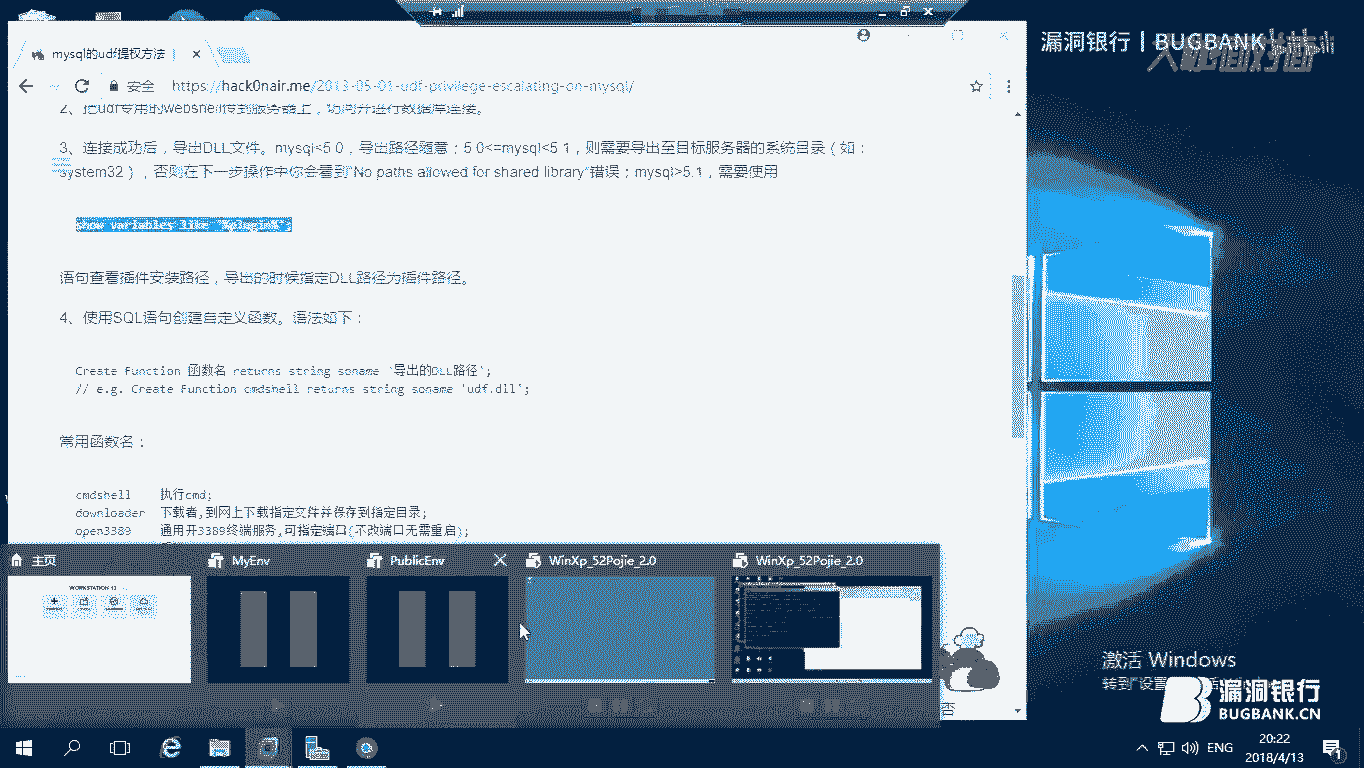 漏洞银行 | BUGBANK
mysql的udf提权方法
安全 https://hack0nair.me/2013-05-01-udf-privilege-escalating-on-mysql/
2、把udf专用的webshell传到服务器上，访问并进行数据库连接。
3、连接成功后，导出DLL文件。mysql<5.0，导出路径随意；5.0<=mysql<5.1，则需要导出至目标服务器的系统目录（如：
system32），否则在下一步操作中你会看到"No paths allowed for shared library"错误；mysql>5.1，需要使用
show variables like '%plugin%';
语句查看插件安装路径，导出的时候指定DLL路径为插件路径。
4、使用SQL语句创建自定义函数。语法如下：
Create Function 函数名 returns string soname '导出的DLL路径';
// e.g. Create Function cmdshell returns string soname 'udf.dll';
常用函数名：
cmdshell 执行cmd;
downloader 下载者,到网上下载指定文件并保存到指定目录;
open3389 通用开3389终端服务,可指定端口(不改端口无需重启);
主页
MyEnv
PublicEnv
WinXp_52Pojie_2.0
WinXp_52Pojie_2.0
WORKSTATION 12
激活 Windows
转到"设置
漏洞银行
BUGBANK.CN
ENG
20:22
2018/4/13
1